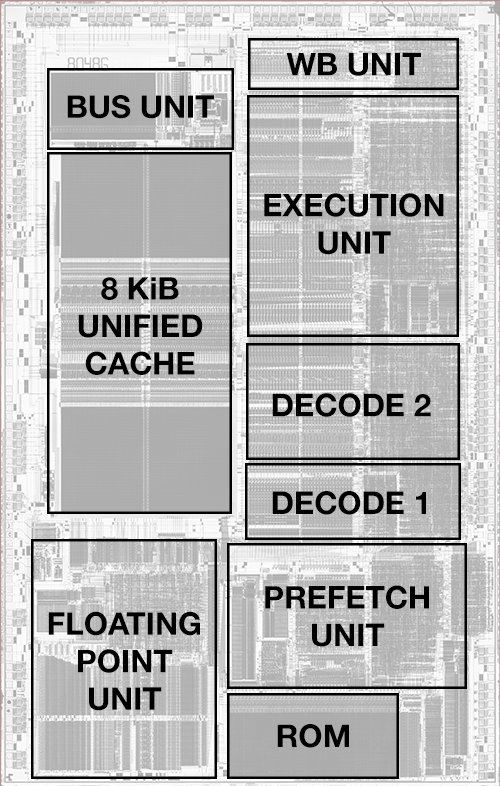 80486
WB UNIT
BUS UNIT
EXECUTION
UNIT
8 KiB
UNIFIED
CACHE
DECODE 2
DECODE 1
PREFETCH
UNIT
FLOATING
POINT
UNIT
ROM